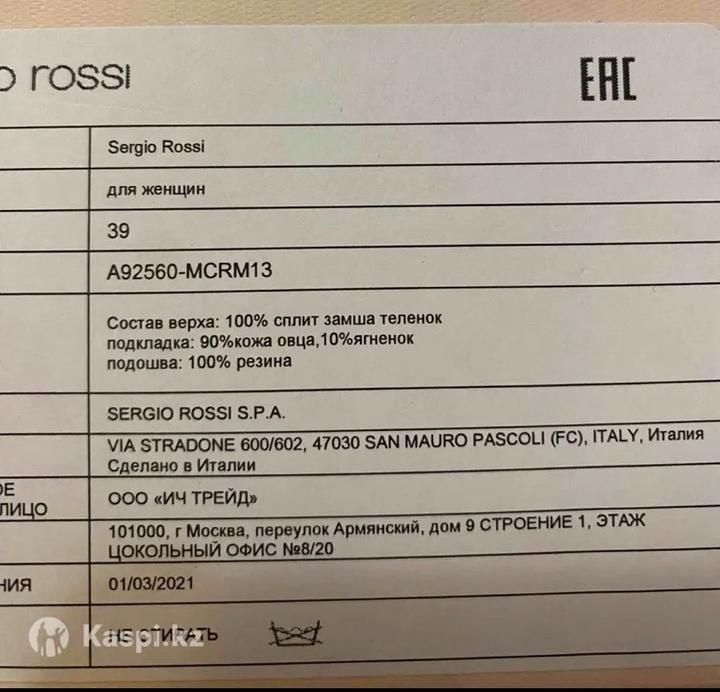 o rossi
EAC
Sergio Rossi
для женщин
39
A92560-MCRM13
Состав верха: 100% сплит замша теленок
подкладка: 90%кожа овца,10%ягненок
подошва: 100% резина
SERGIO ROSSI S.P.A.
VIA STRADONE 600/602, 47030 SAN MAURO PASCOLI (FC), ITALY, Италия
Сделано в Италии
ОЕ
ЛИЦО
ООО «ИЧ ТРЕЙД»
101000, г Москва, переулок Армянский, дом 9 СТРОЕНИЕ 1, ЭТАЖ
ЦОКОЛЬНЫЙ ОФИС №8/20
НИЯ
01/03/2021
НЕ СТИРАТЬ
Kaspi.kz